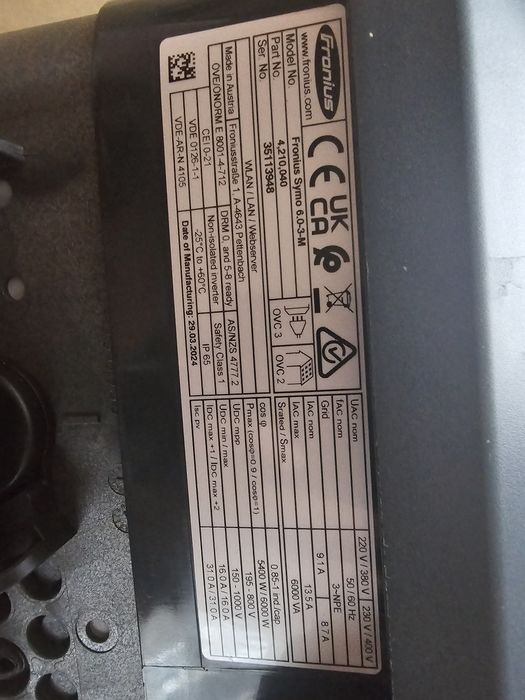 Fronius
www.fronius.com
CE UK CA
Model No. Fronius Symo 6.0-3-M
Part No. 4,210,040
Ser. No. 35113948
OVC 3 OVC 2
WLAN / LAN / Webserver
Made in Austria Froniusstraße 1, A-4643 Pettenbach AS/NZS 4777.2
OVE/ONORM E 8001-4-712 DRM 0, and 5-8 ready Safety Class 1
CEI 0-21 Non-isolated inverter IP 65
VDE 0126-1-1 -25°C to +60°C
VDE-AR-N 4105 Date of Manufacturing: 29.03.2024
UAC nom 220 V / 380 V 230 V / 400 V
fAC nom 50 / 60 Hz
Grid 3~NPE
IAC nom 9.1 A 8.7 A
IAC max 13.5 A
Srated / Smax 6000 VA
cos φ 0.85-1 ind./cap.
Pmax (cosφ=0.9 / cosφ=1) 5400 W / 6000 W
UDC mpp 195 - 800 V
UDC min / max 150 - 1000 V
IDC max +1 / IDC max +2 16.0 A / 16.0 A
Isc pv 31.0 A / 31.0 A